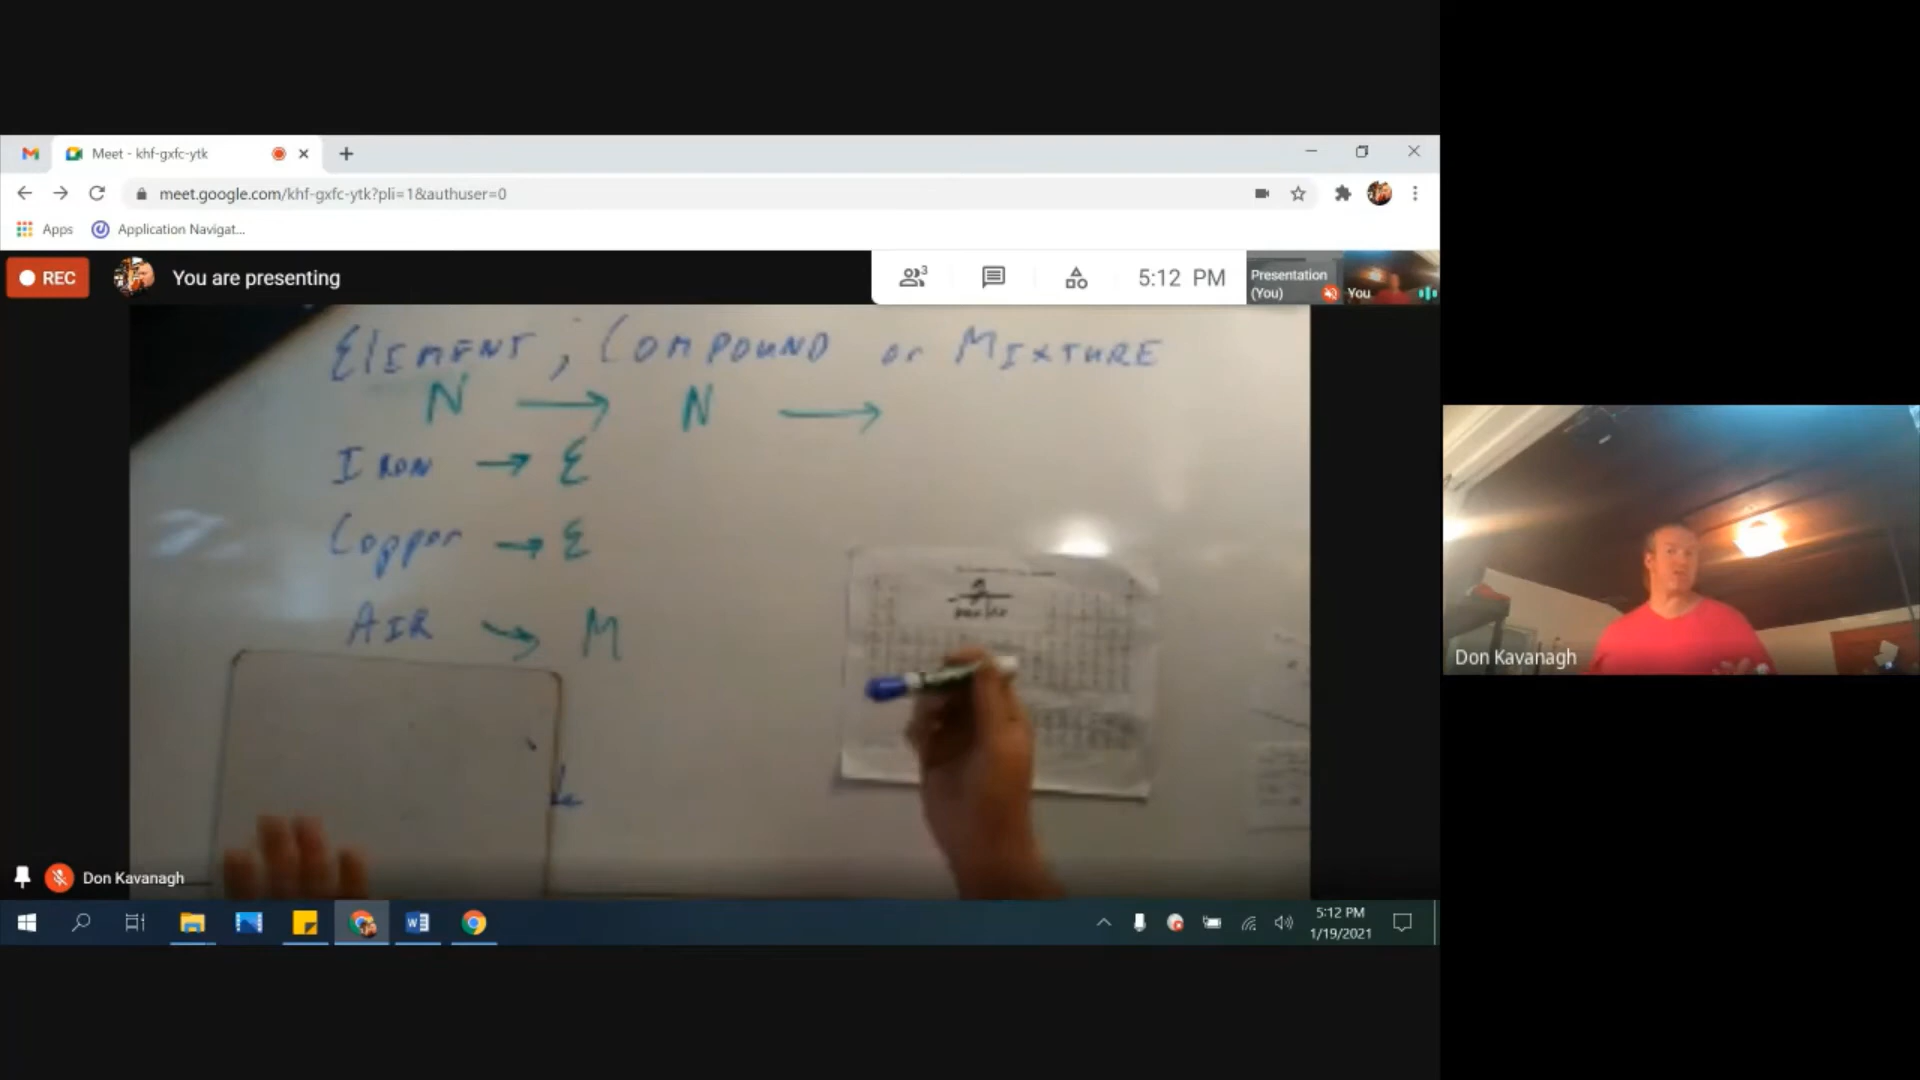 Meet - khf-gxfc-ytk
meet.google.com/khf-gxfc-ytk?pli=1&authuser=0
Apps
Application Navigat...
REC
You are presenting
3
5:12 PM
Presentation
(You)
You
ELEMENT, COMPOUND or MIXTURE
N → N →
IRON → E
Copper → E
AIR → M
Don Kavanagh
Don Kavanagh
5:12 PM
1/19/2021